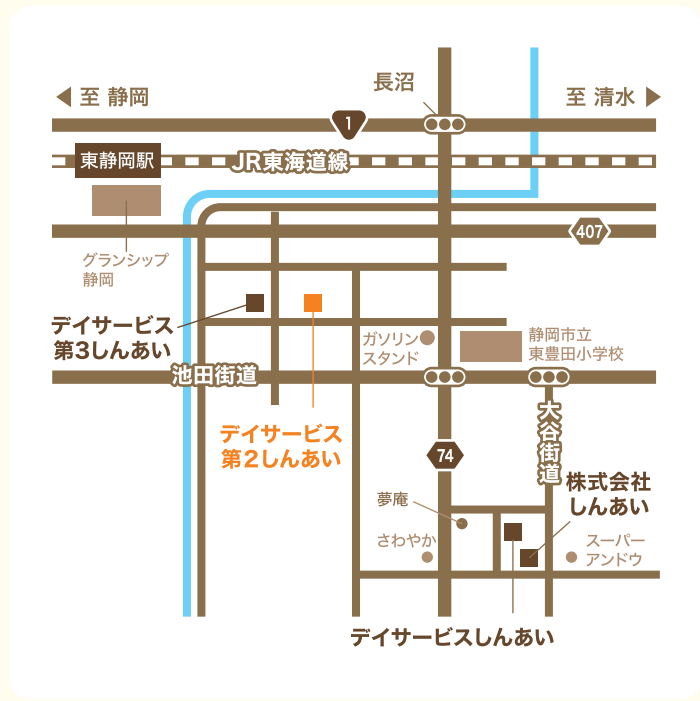 長沼
至 静岡
至 清水
1
東静岡駅
JR東海道線
407
グランシップ
静岡
デイサービス
第3しんあい
ガソリン
スタンド
静岡市立
東豊田小学校
池田街道
デイサービス
第2しんあい
大谷街道
74
株式会社
しんあい
夢庵
さわやか
スーパー
アンドウ
デイサービスしんあい